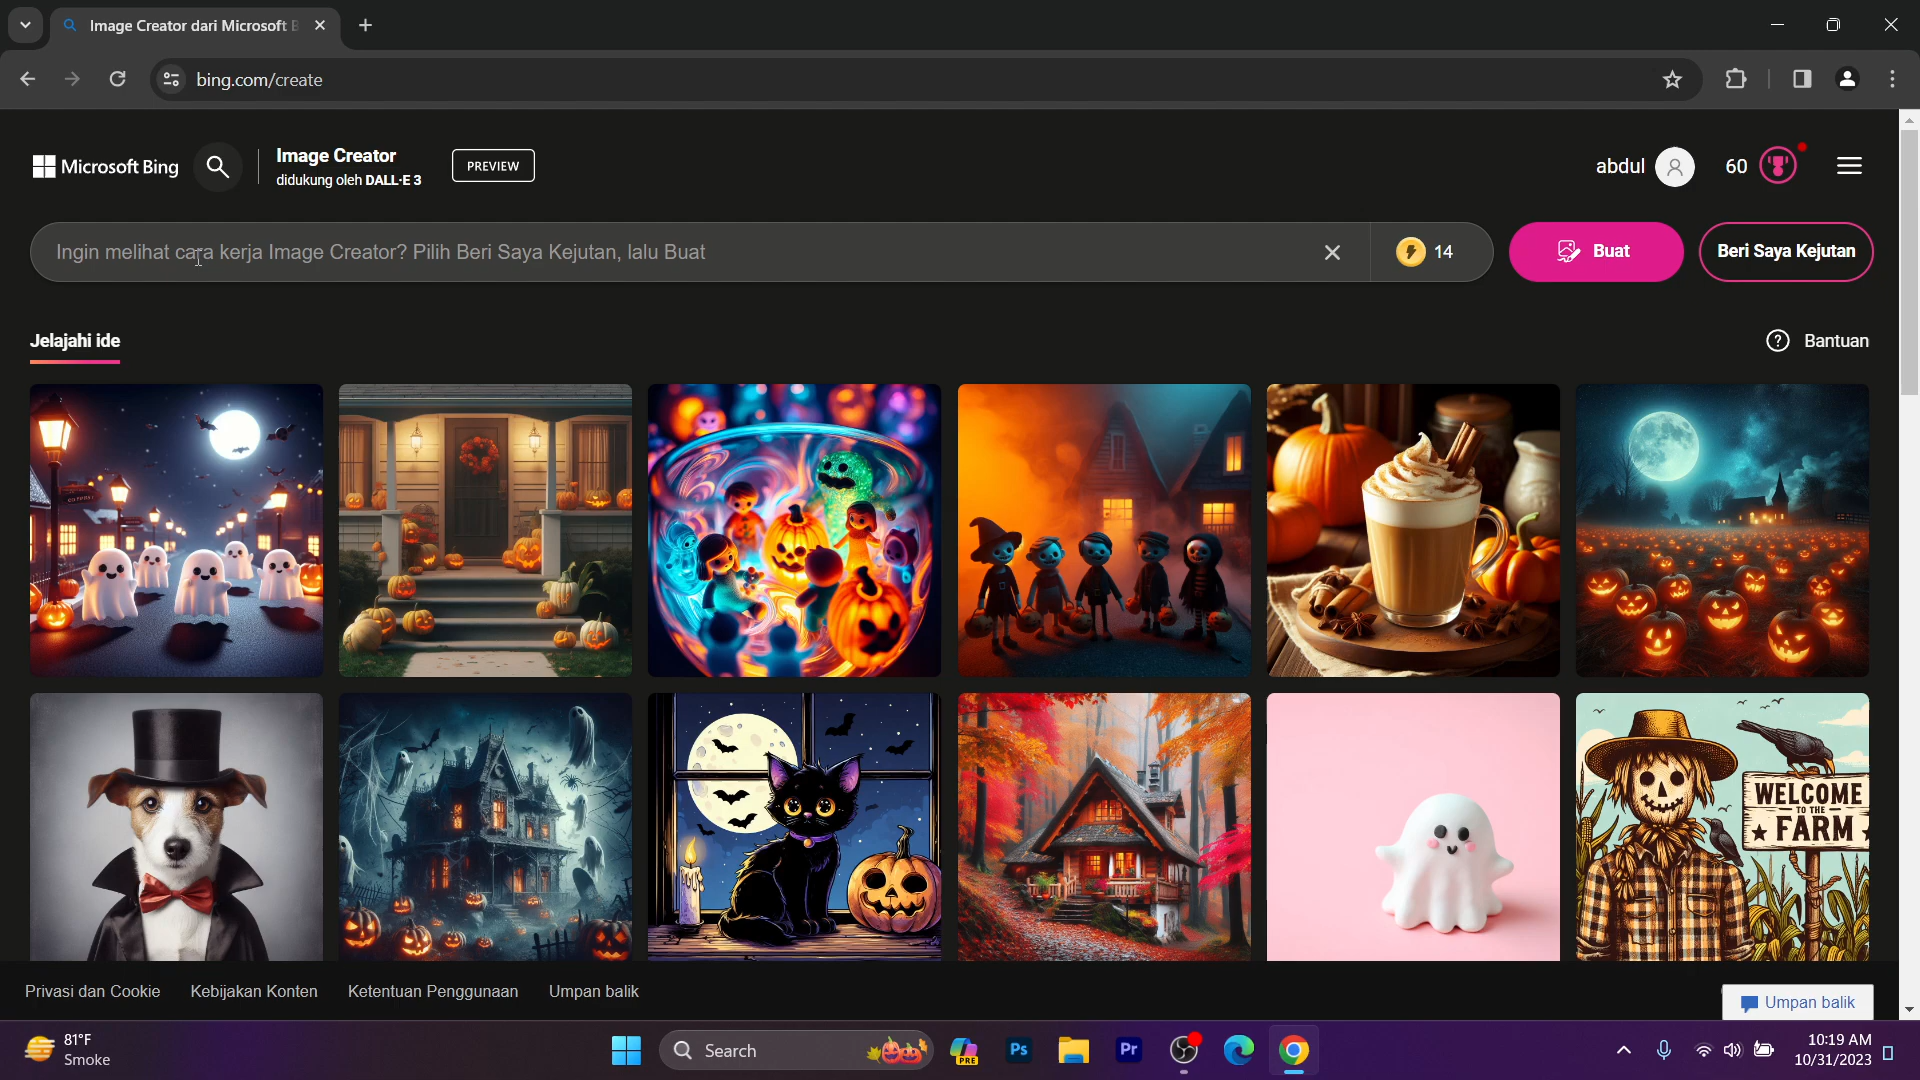 Image Creator dari Microsoft B
bing.com/create
Microsoft Bing
Image Creator
didukung oleh DALL·E 3
PREVIEW
abdul
60
Ingin melihat cara kerja Image Creator? Pilih Beri Saya Kejutan, lalu Buat
14
Buat
Beri Saya Kejutan
Jelajahi ide
Bantuan
WELCOME
TO THE
FARM
Privasi dan Cookie
Kebijakan Konten
Ketentuan Penggunaan
Umpan balik
Umpan balik
81°F
Smoke
Search
PRE
Ps
Pr
10:19 AM
10/31/2023